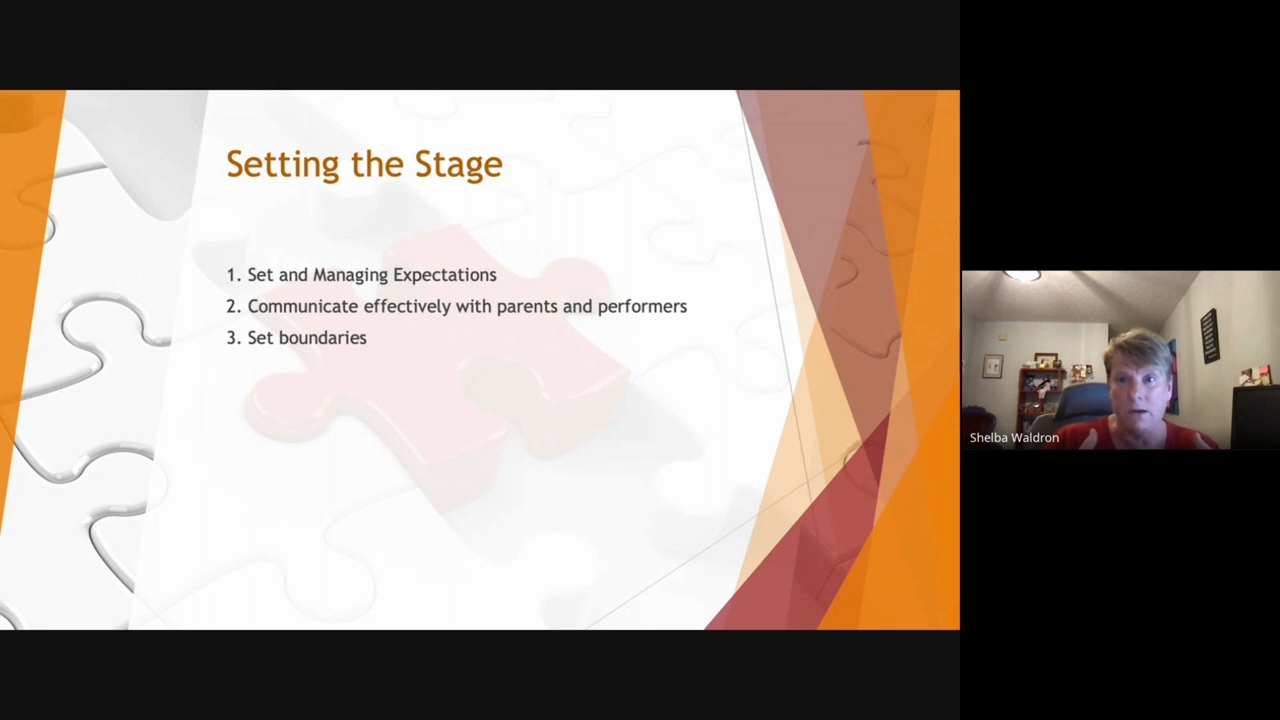 Setting the Stage
1. Set and Managing Expectations
2. Communicate effectively with parents and performers
3. Set boundaries
Shelba Waldron